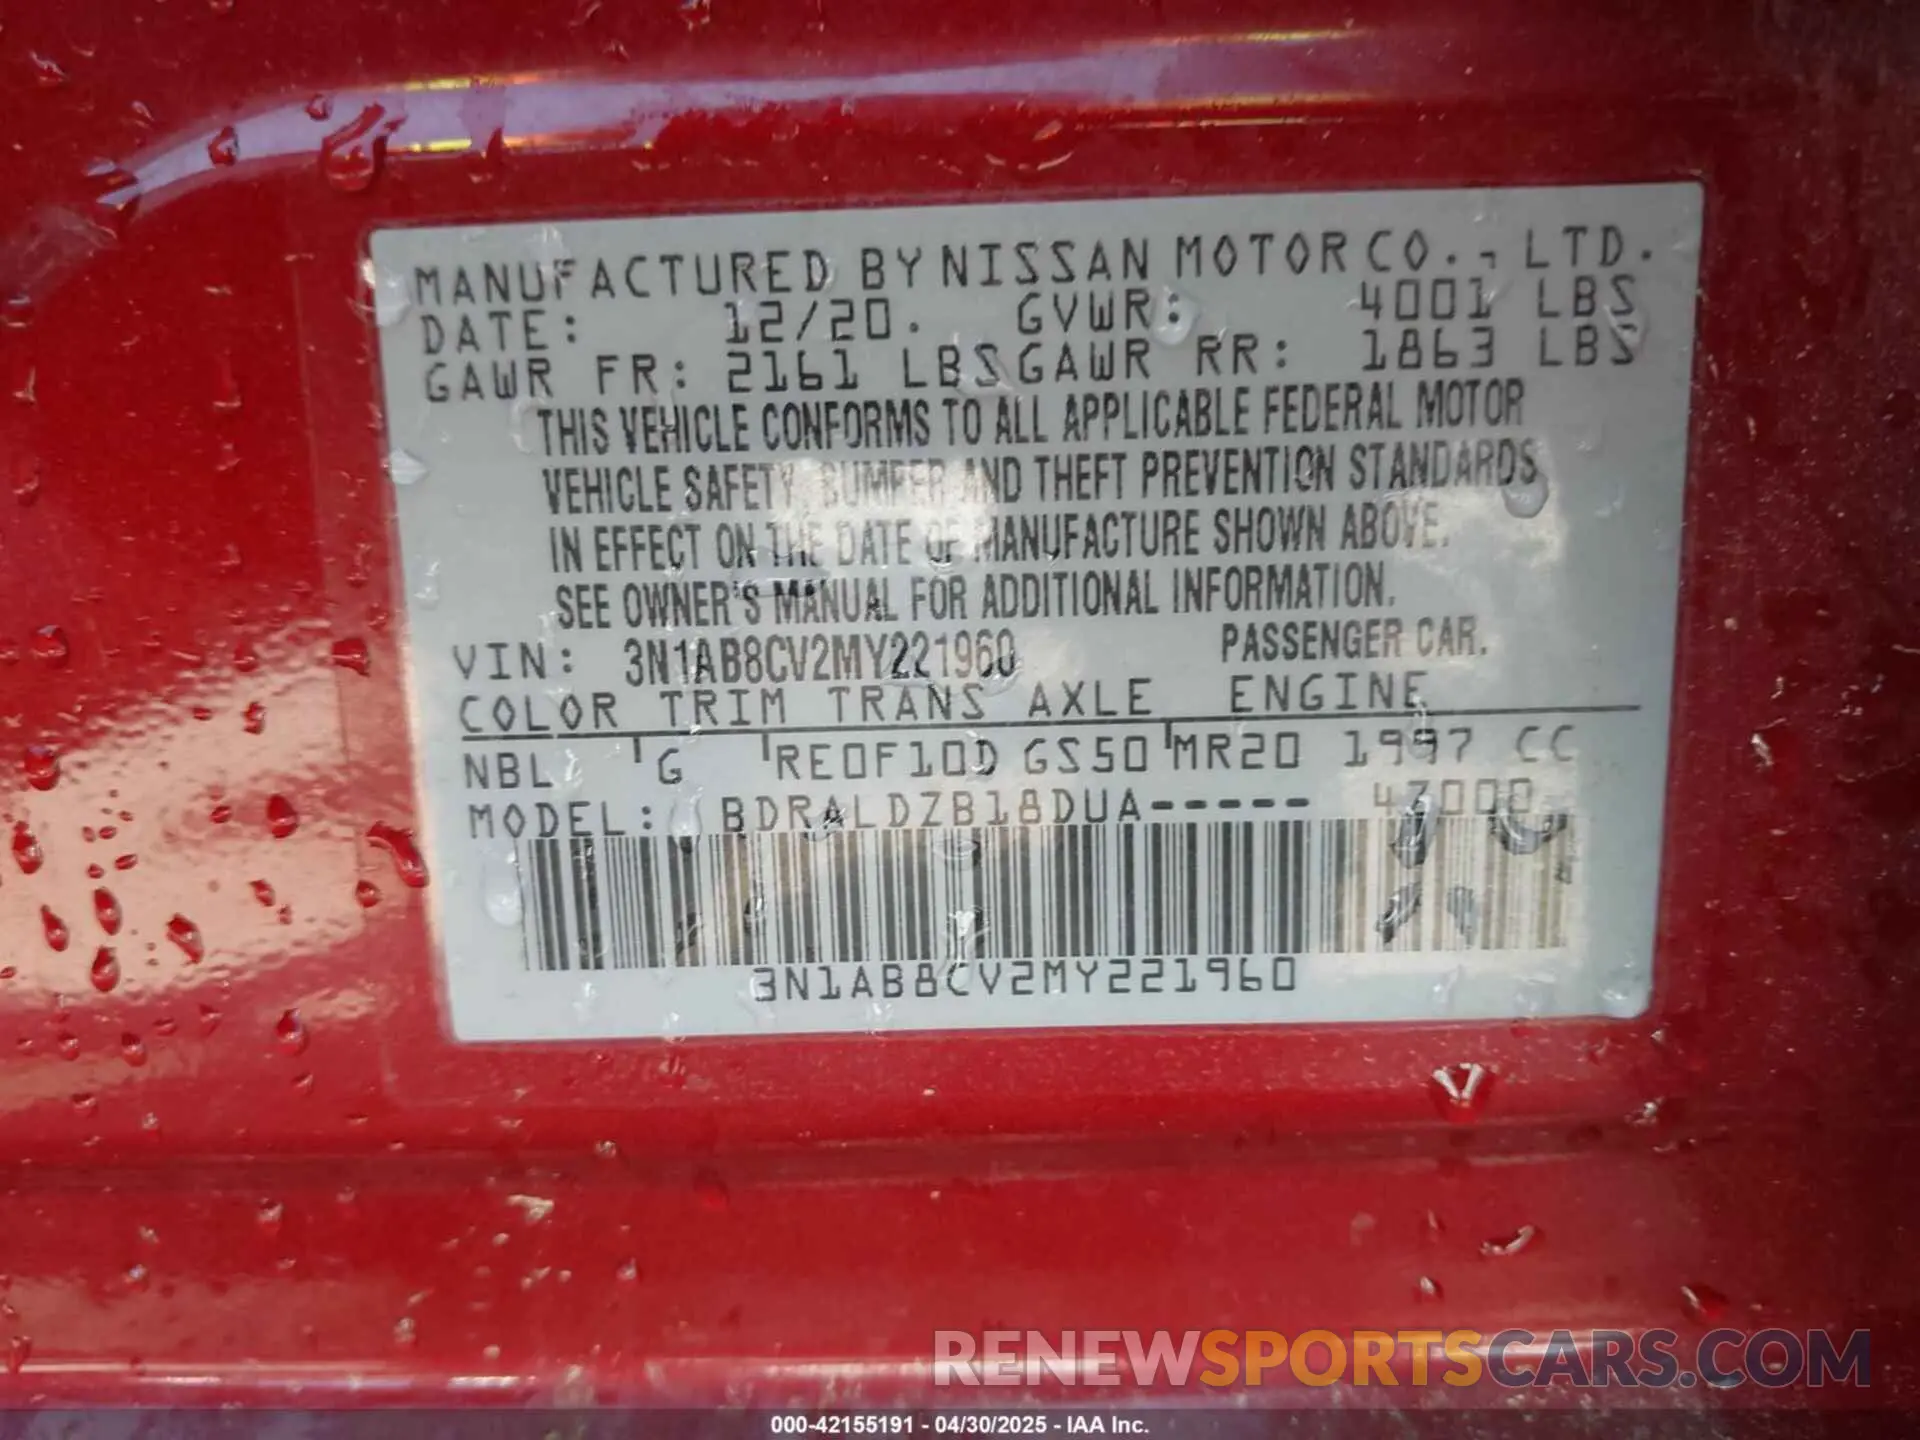 MANUFACTURED BY NISSAN MOTOR CO., LTD.
DATE: 12/20. GVWR: 4001 LBS
GAWR FR: 2161 LBS GAWR RR: 1863 LBS
THIS VEHICLE CONFORMS TO ALL APPLICABLE FEDERAL MOTOR
VEHICLE SAFETY, BUMPER AND THEFT PREVENTION STANDARDS
IN EFFECT ON THE DATE OF MANUFACTURE SHOWN ABOVE.
SEE OWNER'S MANUAL FOR ADDITIONAL INFORMATION.
VIN: 3N1AB8CV2MY221960 PASSENGER CAR.
COLOR TRIM TRANS AXLE ENGINE
NBL G RE0F10D GS50 MR20 1997 CC
MODEL: BDRALDZB18DUA----- 47000
3N1AB8CV2MY221960
RENEWSPORTSCARS.COM
000-42155191 - 04/30/2025 - IAA Inc.